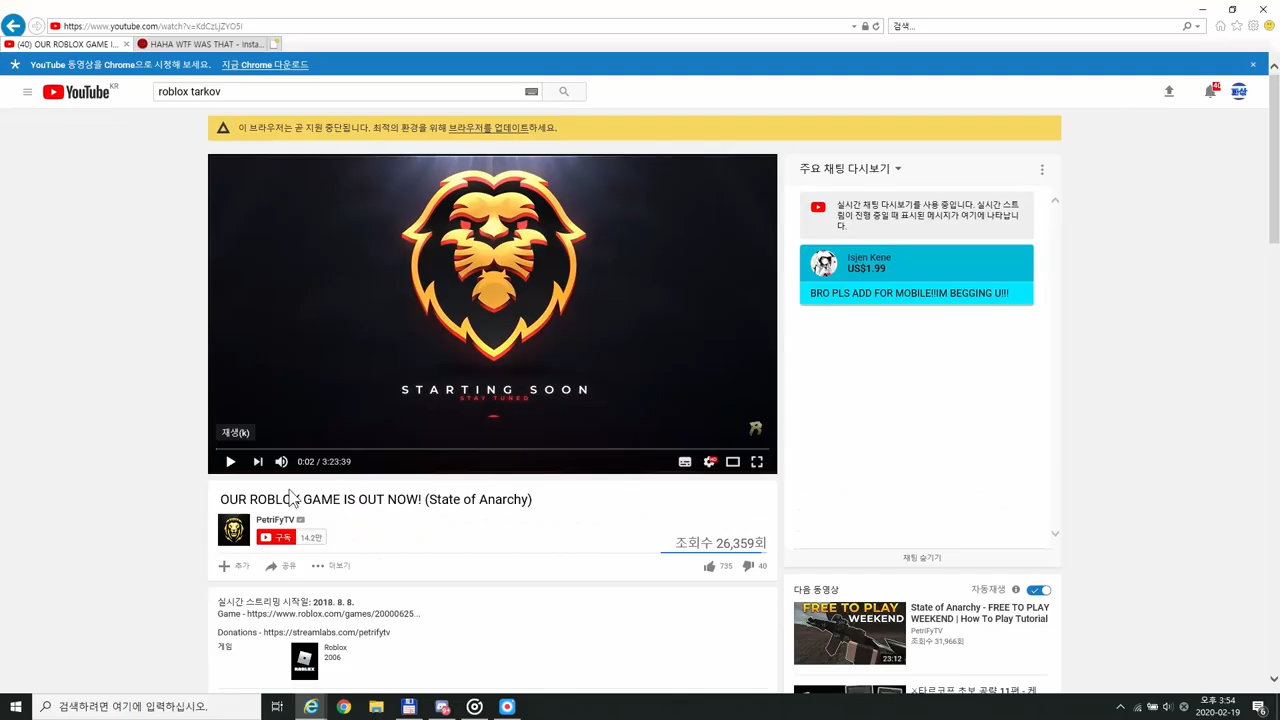 https://www.youtube.com/watch?v=KdCzLjZYO5I
검색...
(40) OUR ROBLOX GAME I...
HAHA WTF WAS THAT - Insta...
YouTube 동영상을 Chrome으로 시청해 보세요. 지금 Chrome 다운로드
YouTube KR
roblox tarkov
이 브라우저는 곧 지원 중단됩니다. 최적의 환경을 위해 브라우저를 업데이트하세요.
주요 채팅 다시보기
실시간 채팅 다시보기를 사용 중입니다. 실시간 스트
림이 진행 중일 때 표시된 메시지가 여기에 나타납니
다.
Isjen Kene
US$1.99
BRO PLS ADD FOR MOBILE!!IM BEGGING U!!!
STARTING SOON
STAY TUNED
재생(k)
0:02 / 3:23:39
OUR ROBLOX GAME IS OUT NOW! (State of Anarchy)
PetriFyTV
구독 14.2만
조회수 26,359회
추가 공유 더보기 735 40
채팅 숨기기
실시간 스트리밍 시작일: 2018. 8. 8.
Game - https://www.roblox.com/games/20000625...
Donations - https://streamlabs.com/petrifytv
게임
Roblox
2006
ROBLOX
다음 동영상
자동재생
FREE TO PLAY
WEEKEND
23:12
State of Anarchy - FREE TO PLAY
WEEKEND | How To Play Tutorial
PetriFyTV
조회수 31,966회
타르코프 초보 공략 11편 - 케
검색하려면 여기에 입력하십시오.
오후 3:54
2020-02-19
6